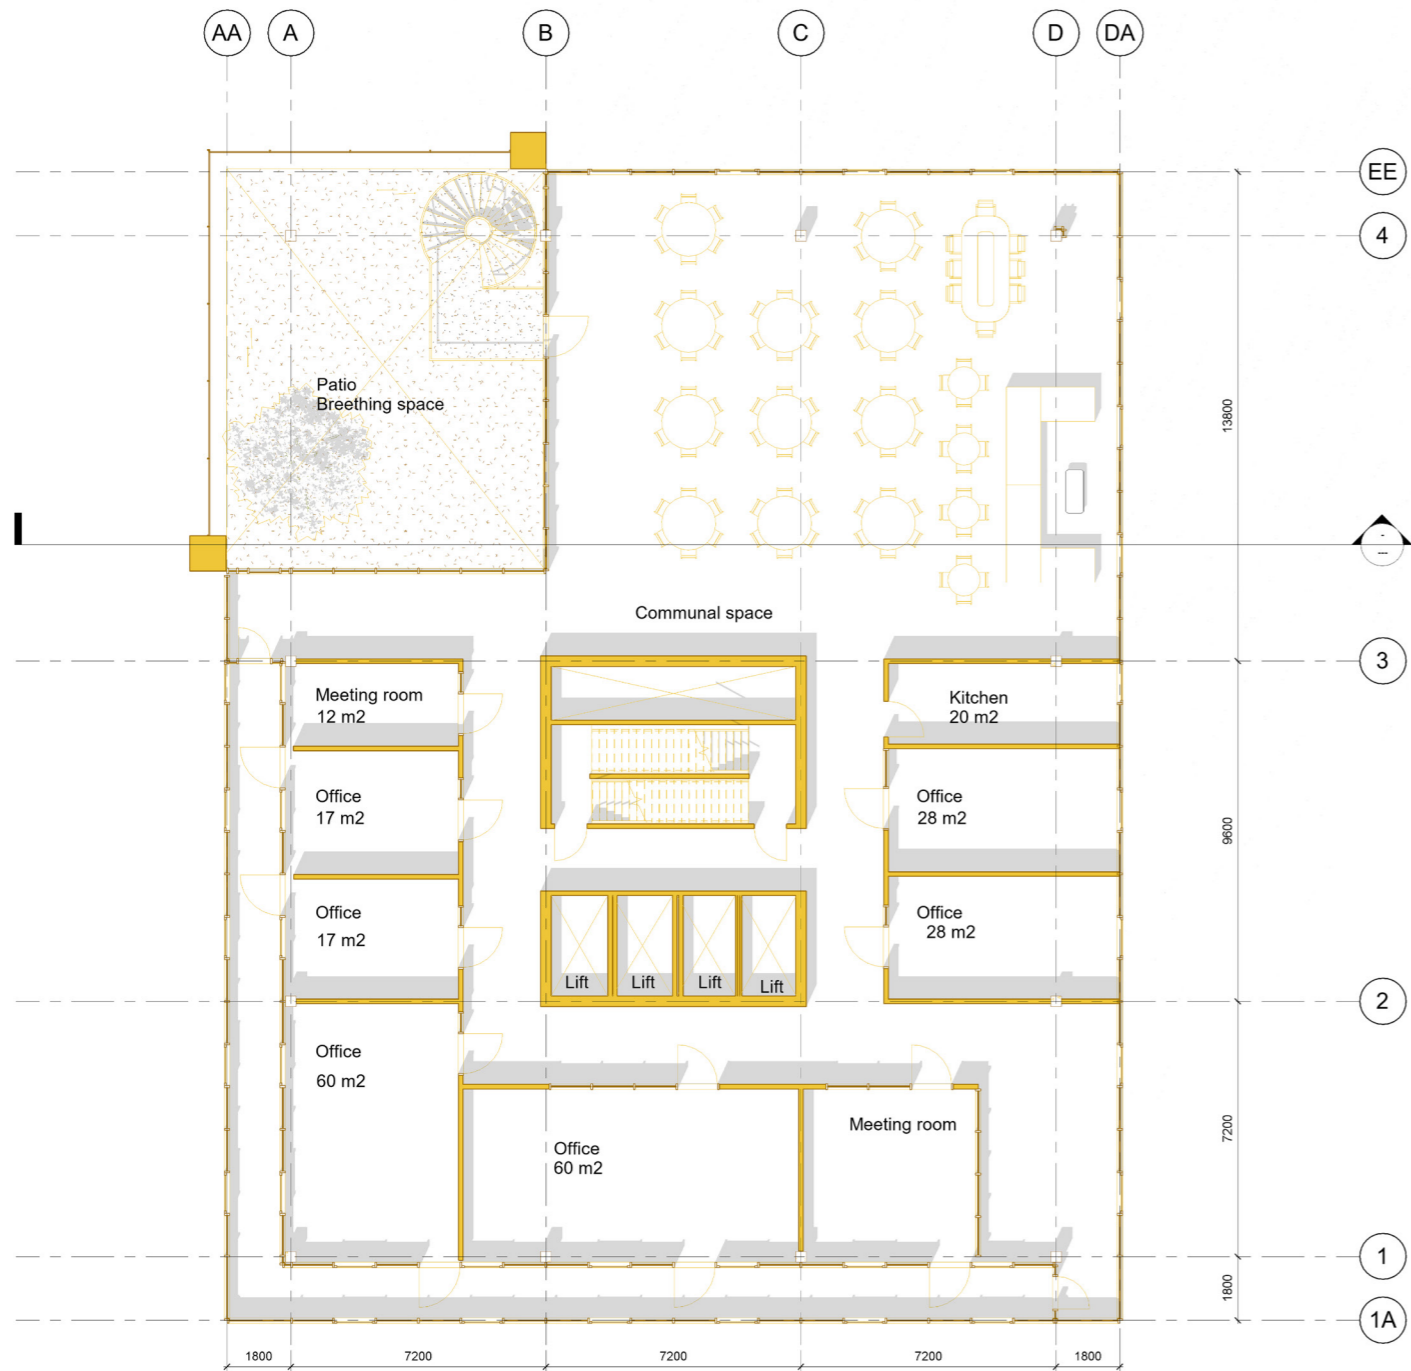 AA
A
B
C
D
DA
EE
4
Patio
Breething space
13800
-
---
Communal space
3
Meeting room
12 m2
Kitchen
20 m2
Office
17 m2
Office
28 m2
9600
Office
17 m2
Office
28 m2
Lift
Lift
Lift
Lift
2
Office
60 m2
Meeting room
7200
Office
60 m2
1
1800
1A
1800
7200
7200
7200
1800